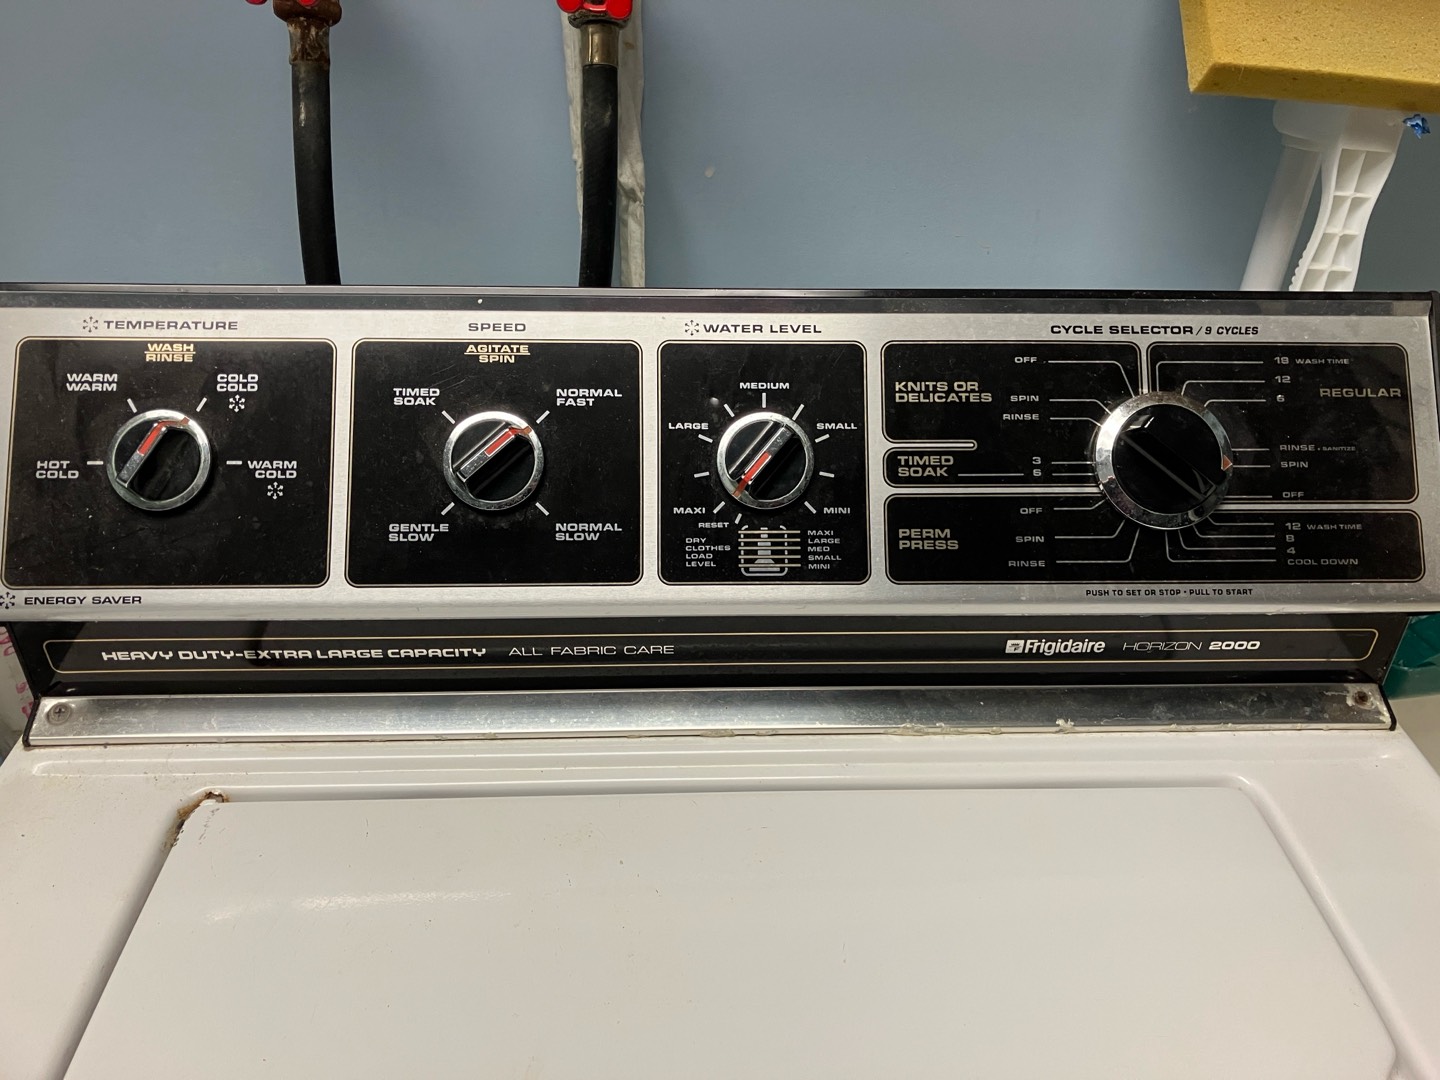 TEMPERATURE
WASH
RINSE
WARM
WARM
COLD
COLD
HOT
COLD
WARM
COLD
ENERGY SAVER
SPEED
AGITATE
SPIN
TIMED
SOAK
NORMAL
FAST
GENTLE
SLOW
NORMAL
SLOW
WATER LEVEL
MEDIUM
LARGE
SMALL
MAXI
MINI
RESET
DRY
CLOTHES
LOAD
LEVEL
MAXI
LARGE
MED
SMALL
MINI
CYCLE SELECTOR / 9 CYCLES
OFF
KNITS OR
DELICATES
SPIN
RINSE
TIMED
SOAK
3
6
OFF
PERM
PRESS
SPIN
RINSE
18 WASH TIME
12
6
REGULAR
RINSE • SANITIZE
SPIN
OFF
12 WASH TIME
8
4
COOL DOWN
PUSH TO SET OR STOP • PULL TO START
HEAVY DUTY-EXTRA LARGE CAPACITY ALL FABRIC CARE
Frigidaire HORIZON 2000